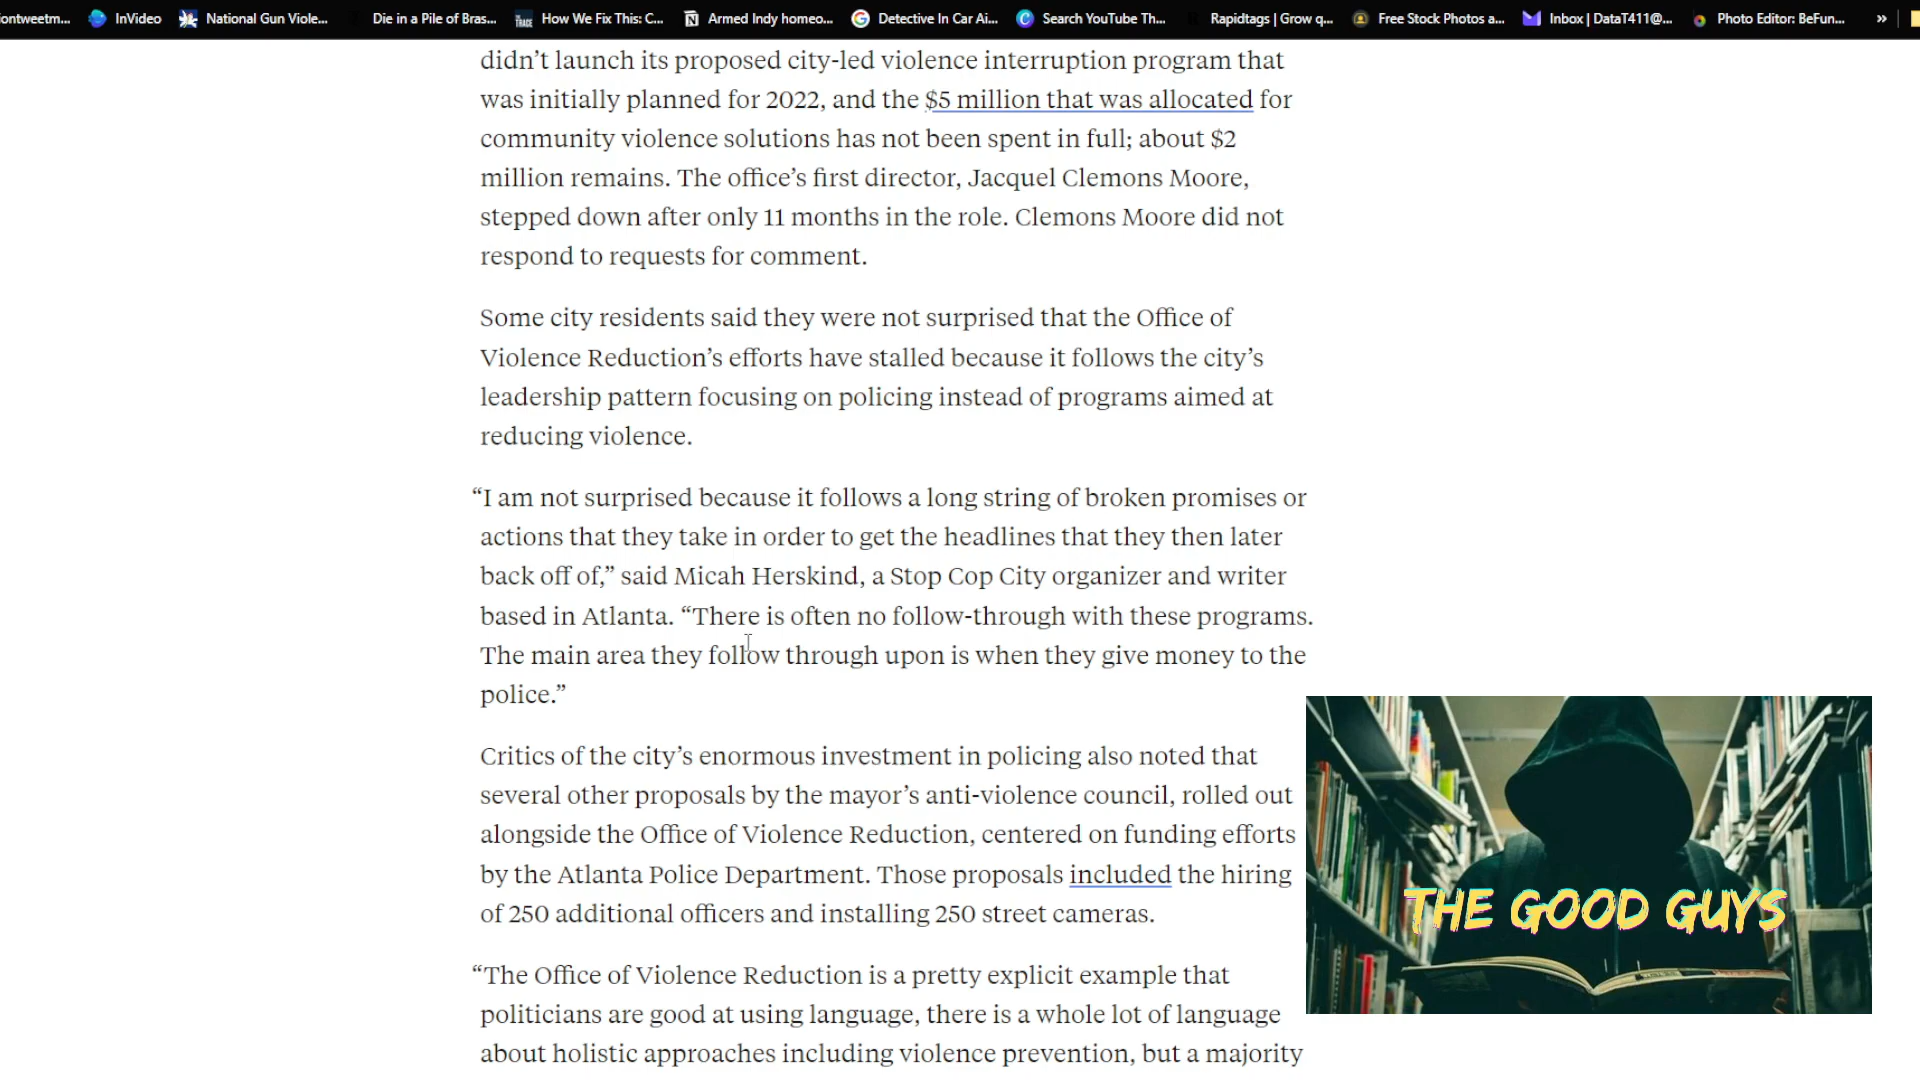 iontweetm...
InVideo
National Gun Viole...
Die in a Pile of Bras...
THE TRACE
How We Fix This: C...
Armed Indy homeo...
Detective In Car Ai...
Search YouTube Th...
Rapidtags | Grow q...
Free Stock Photos a...
Inbox | DataT411@...
Photo Editor: BeFun...
»
didn’t launch its proposed city-led violence interruption program that
was initially planned for 2022, and the $5 million that was allocated for
community violence solutions has not been spent in full; about $2
million remains. The office’s first director, Jacquel Clemons Moore,
stepped down after only 11 months in the role. Clemons Moore did not
respond to requests for comment.
Some city residents said they were not surprised that the Office of
Violence Reduction’s efforts have stalled because it follows the city’s
leadership pattern focusing on policing instead of programs aimed at
reducing violence.
“I am not surprised because it follows a long string of broken promises or
actions that they take in order to get the headlines that they then later
back off of,” said Micah Herskind, a Stop Cop City organizer and writer
based in Atlanta. “There is often no follow-through with these programs.
The main area they follow through upon is when they give money to the
police.”
Critics of the city’s enormous investment in policing also noted that
several other proposals by the mayor’s anti-violence council, rolled out
alongside the Office of Violence Reduction, centered on funding efforts
by the Atlanta Police Department. Those proposals included the hiring
of 250 additional officers and installing 250 street cameras.
“The Office of Violence Reduction is a pretty explicit example that
politicians are good at using language, there is a whole lot of language
about holistic approaches including violence prevention, but a majority
THE GOOD GUYS